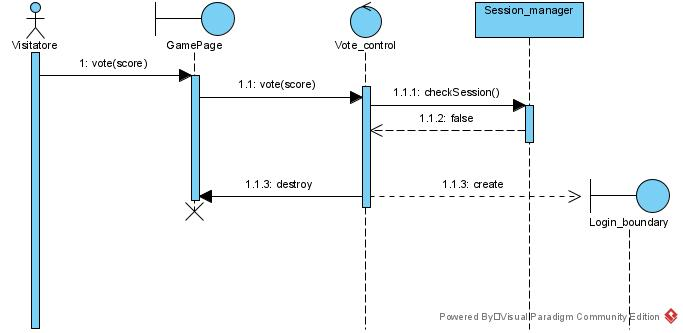 Session_manager
Visitatore
GamePage
Vote_control
1: vote(score)
1.1: vote(score)
1.1.1: checkSession()
1.1.2: false
1.1.3: destroy
1.1.3: create
Login_boundary
Powered By□Visual Paradigm Community Edition